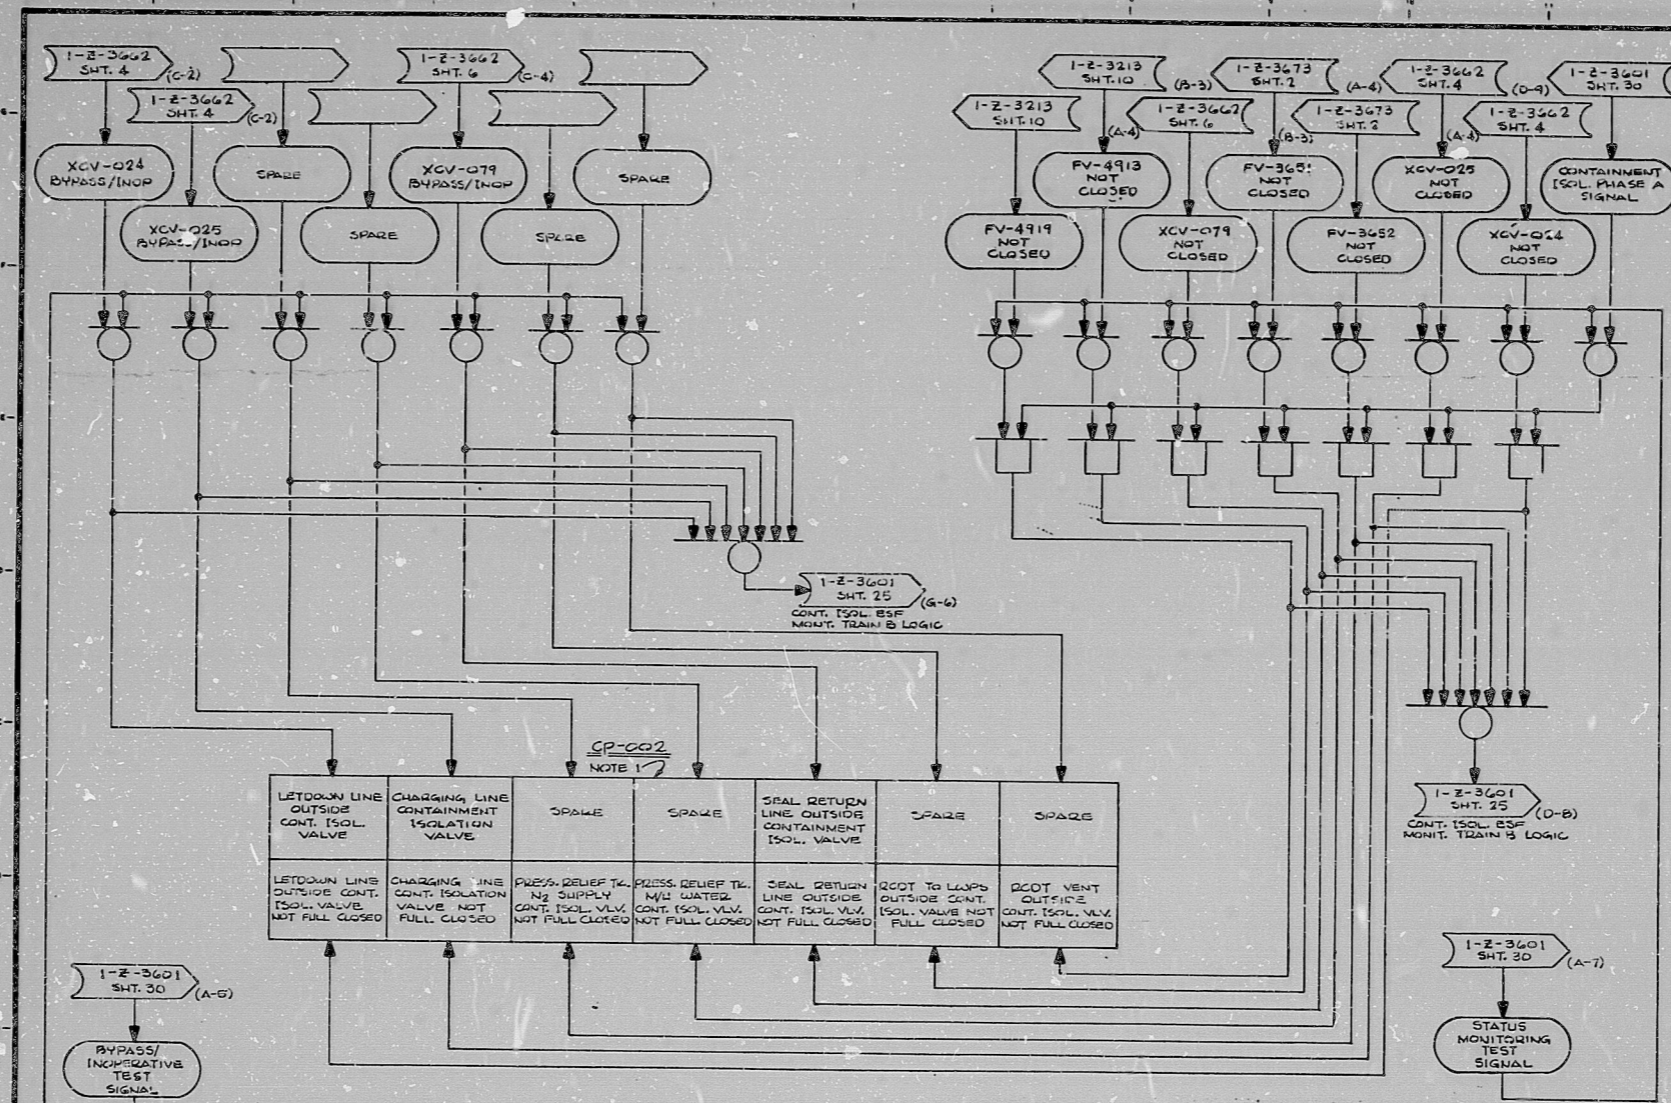 1-Z-3662
SHT. 4
(C-2)
1-Z-3662
SHT. 6
(C-4)
1-Z-3662
SHT. 4
(C-2)
1-Z-3213
SHT. 10
(B-3)
1-Z-3673
SHT. 2
(A-4)
1-Z-3662
SHT. 4
(D-9)
1-Z-3601
SHT. 30
1-Z-3213
SHT. 10
(A-4)
1-Z-3662
SHT. 6
(B-3)
1-Z-3673
SHT. 2
(A-4)
1-Z-3662
SHT. 4
XCV-024
BYPASS/INOP
SPARE
XCV-079
BYPASS/INOP
SPARE
XCV-025
BYPASS/INOP
SPARE
SPARE
FV-4913
NOT
CLOSED
FV-3651
NOT
CLOSED
XCV-025
NOT
CLOSED
CONTAINMENT
ISOL. PHASE A
SIGNAL
FV-4919
NOT
CLOSED
XCV-079
NOT
CLOSED
FV-3652
NOT
CLOSED
XCV-024
NOT
CLOSED
1-Z-3601
SHT. 25
(G-6)
CONT. ISOL. ESF
MONT. TRAIN B LOGIC
CP-002
NOTE 1
LETDOWN LINE
OUTSIDE
CONT. ISOL.
VALVE
CHARGING LINE
CONTAINMENT
ISOLATION
VALVE
SPARE
SPARE
SEAL RETURN
LINE OUTSIDE
CONTAINMENT
ISOL. VALVE
SPARE
SPARE
LETDOWN LINE
OUTSIDE CONT.
ISOL. VALVE
NOT FULL CLOSED
CHARGING LINE
CONT. ISOLATION
VALVE NOT
FULL CLOSED
PRESS. RELIEF TK.
N2 SUPPLY
CONT. ISOL. VLV.
NOT FULL CLOSED
PRESS. RELIEF TK.
M/U WATER
CONT. ISOL. VLV.
NOT FULL CLOSED
SEAL RETURN
LINE OUTSIDE
CONT. ISOL. VLV.
NOT FULL CLOSED
RCDT TO LWPS
OUTSIDE CONT.
ISOL. VALVE NOT
FULL CLOSED
RCDT VENT
OUTSIDE
CONT. ISOL. VLV.
NOT FULL CLOSED
1-Z-3601
SHT. 25
(D-8)
CONT. ISOL. ESF
MONIT. TRAIN B LOGIC
1-Z-3601
SHT. 30
(A-5)
BYPASS/
INOPERATIVE
TEST
SIGNAL
1-Z-3601
SHT. 30
(A-7)
STATUS
MONITORING
TEST
SIGNAL
G
F
E
D
C